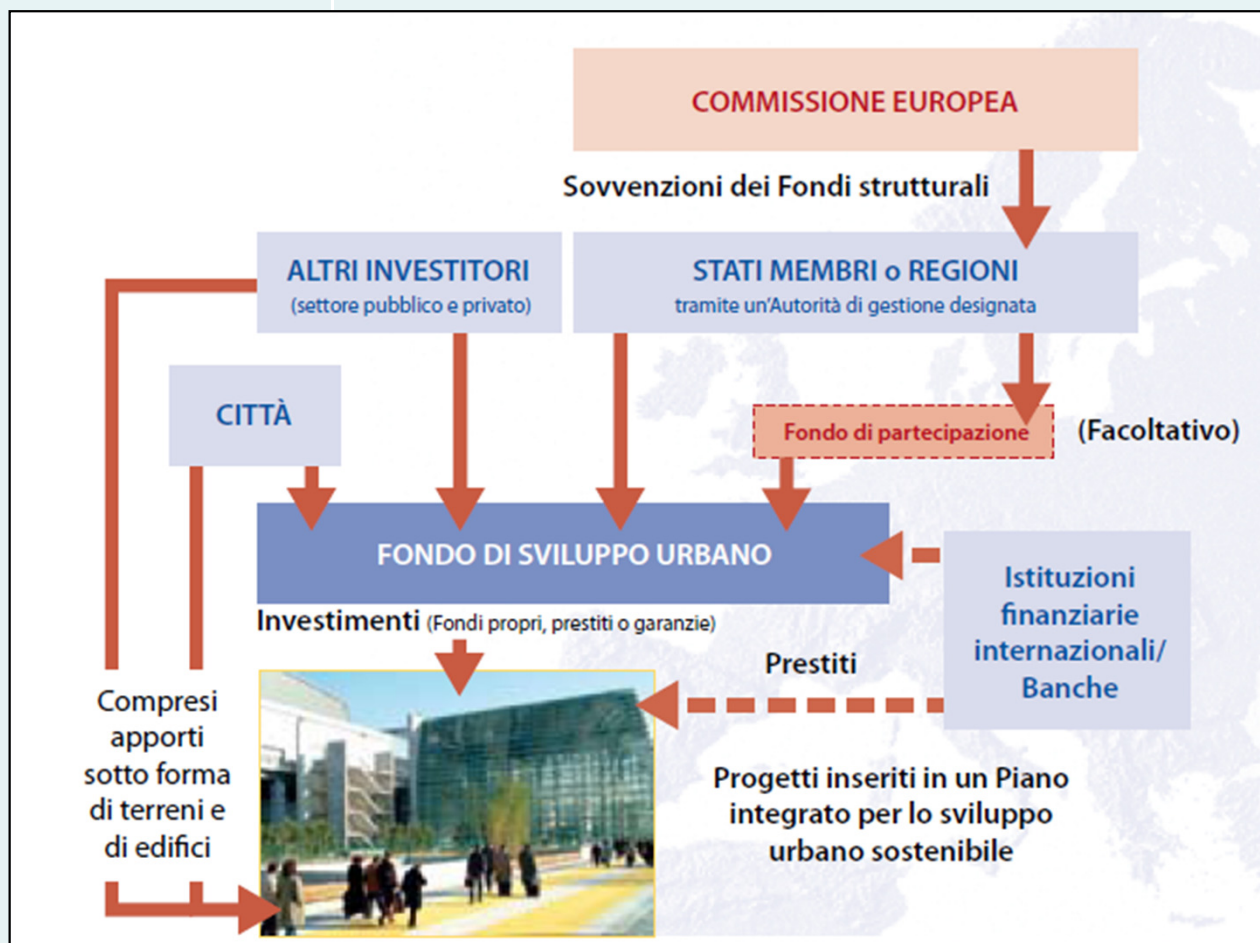 COMMISSIONE EUROPEA
Sovvenzioni dei Fondi strutturali
ALTRI INVESTITORI
(settore pubblico e privato)
STATI MEMBRI o REGIONI
tramite un'Autorità di gestione designata
CITTÀ
Fondo di partecipazione
(Facoltativo)
FONDO DI SVILUPPO URBANO
Istituzioni
finanziarie
internazionali/
Banche
Investimenti (Fondi propri, prestiti o garanzie)
Prestiti
Compresi
apporti
sotto forma
di terreni e
di edifici
Progetti inseriti in un Piano
integrato per lo sviluppo
urbano sostenibile